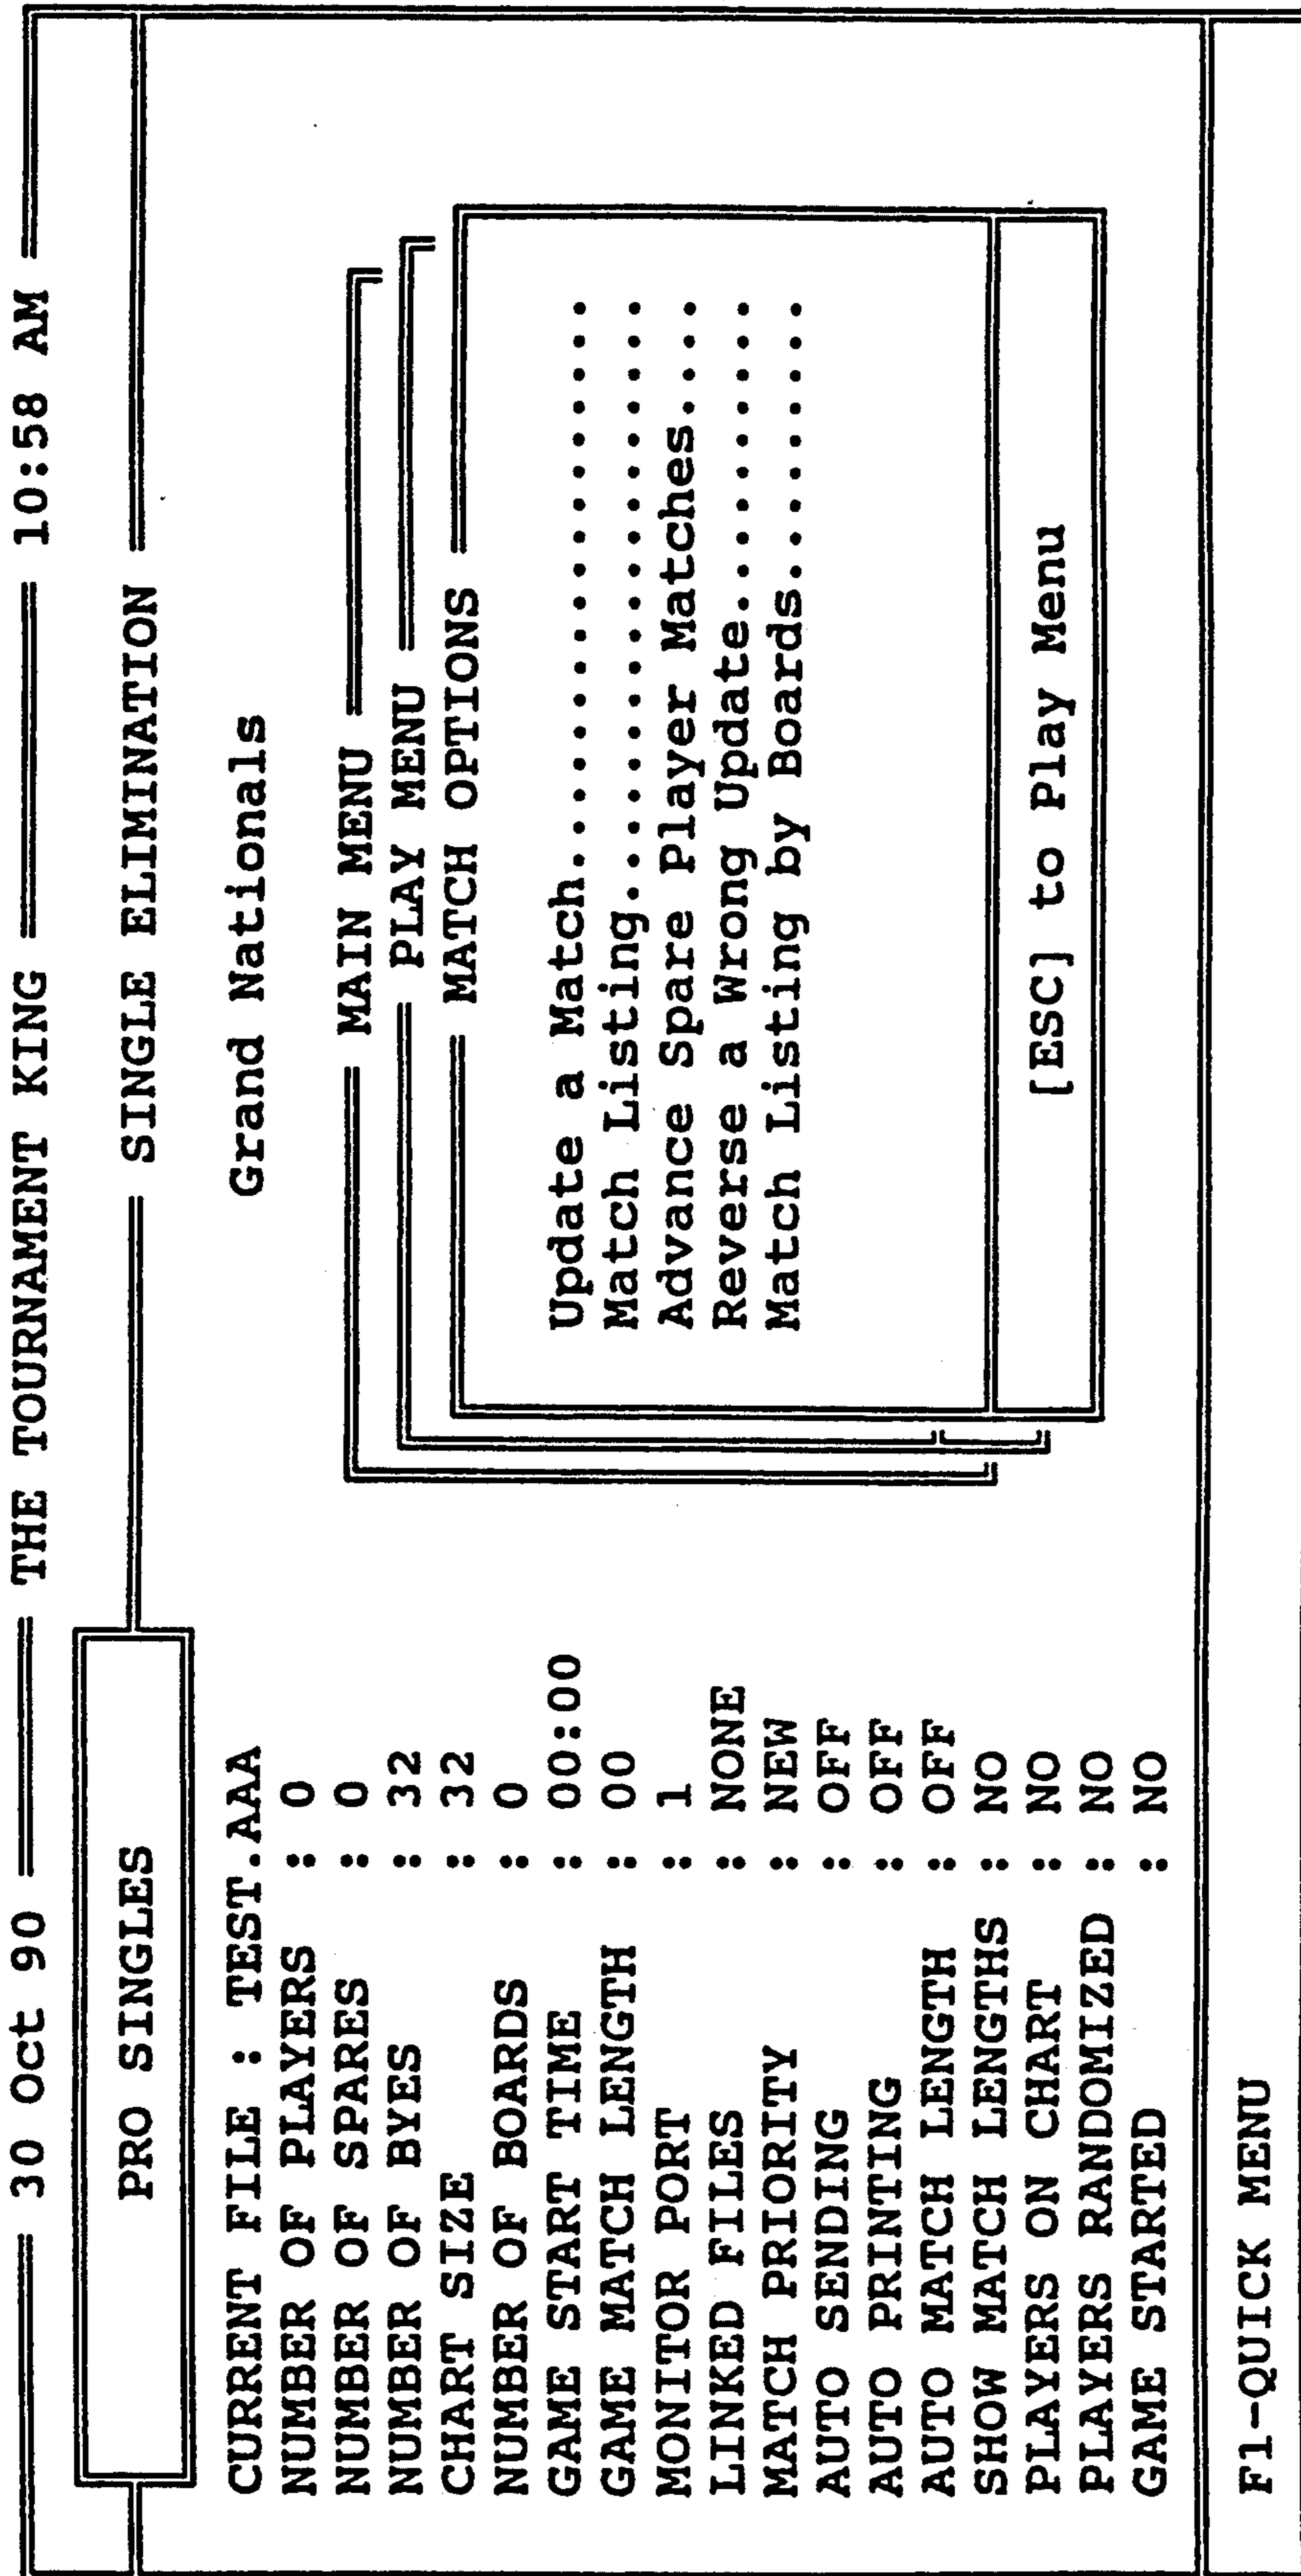 30 Oct 90 THE TOURNAMENT KING 10:58 AM
PRO SINGLES SINGLE ELIMINATION
CURRENT FILE : TEST.AAA Grand Nationals
NUMBER OF PLAYERS : 0
NUMBER OF SPARES : 0 MAIN MENU
NUMBER OF BYES : 32 PLAY MENU
CHART SIZE : 32 MATCH OPTIONS
NUMBER OF BOARDS : 0
GAME START TIME : 00:00 Update a Match..................
GAME MATCH LENGTH : 00 Match Listing...................
MONITOR PORT : 1 Advance Spare Player Matches....
LINKED FILES : NONE Reverse a Wrong Update..........
MATCH PRIORITY : NEW Match Listing by Boards.........
AUTO SENDING : OFF
AUTO PRINTING : OFF
AUTO MATCH LENGTH : OFF
SHOW MATCH LENGTHS : NO
PLAYERS ON CHART : NO [ESC] to Play Menu
PLAYERS RANDOMIZED : NO
GAME STARTED : NO
F1-QUICK MENU